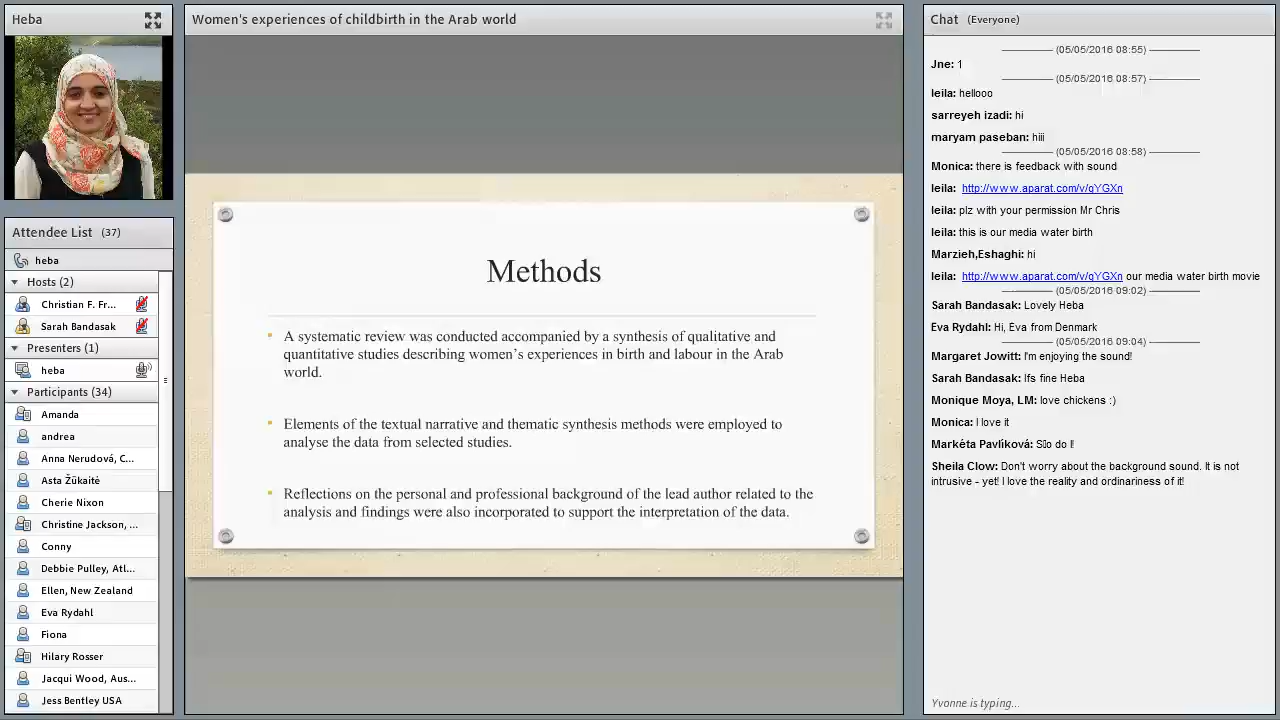 Heba
Attendee List (37)
heba
Hosts (2)
Christian F. Fr...
Sarah Bandasak
Presenters (1)
heba
Participants (34)
Amanda
andrea
Anna Nerudová, C...
Asta Žūkaitė
Cherie Nixon
Christine Jackson, ...
Conny
Debbie Pulley, Atl...
Ellen, New Zealand
Eva Rydahl
Fiona
Hilary Rosser
Jacqui Wood, Aus...
Jess Bentley USA
Women's experiences of childbirth in the Arab world
Methods
A systematic review was conducted accompanied by a synthesis of qualitative and
quantitative studies describing women's experiences in birth and labour in the Arab
world.
Elements of the textual narrative and thematic synthesis methods were employed to
analyse the data from selected studies.
Reflections on the personal and professional background of the lead author related to the
analysis and findings were also incorporated to support the interpretation of the data.
Chat (Everyone)
(05/05/2016 08:55)
Jne: 1
(05/05/2016 08:57)
leila: hellooo
sarreyeh izadi: hi
maryam paseban: hiii
(05/05/2016 08:58)
Monica: there is feedback with sound
leila: http://www.aparat.com/v/qYGXn
leila: plz with your permission Mr Chris
leila: this is our media water birth
Marzieh,Eshaghi: hi
leila: http://www.aparat.com/v/qYGXn our media water birth movie
(05/05/2016 09:02)
Sarah Bandasak: Lovely Heba
Eva Rydahl: Hi, Eva from Denmark
(05/05/2016 09:04)
Margaret Jowitt: I'm enjoying the sound!
Sarah Bandasak: Ifs fine Heba
Monique Moya, LM: love chickens :)
Monica: I love it
Markéta Pavlíková: do I!
Sheila Clow: Don't worry about the background sound. It is not
intrusive - yet! I love the reality and ordinariness of it!
Yvonne is typing...